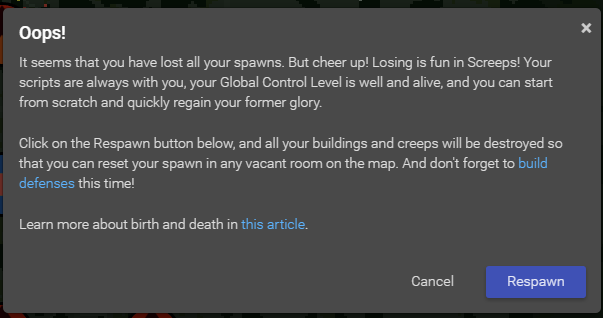 Oops!
×
It seems that you have lost all your spawns. But cheer up! Losing is fun in Screeps! Your
scripts are always with you, your Global Control Level is well and alive, and you can start
from scratch and quickly regain your former glory.
Click on the Respawn button below, and all your buildings and creeps will be destroyed so
that you can reset your spawn in any vacant room on the map. And don't forget to build
defenses this time!
Learn more about birth and death in this article.
Cancel
Respawn